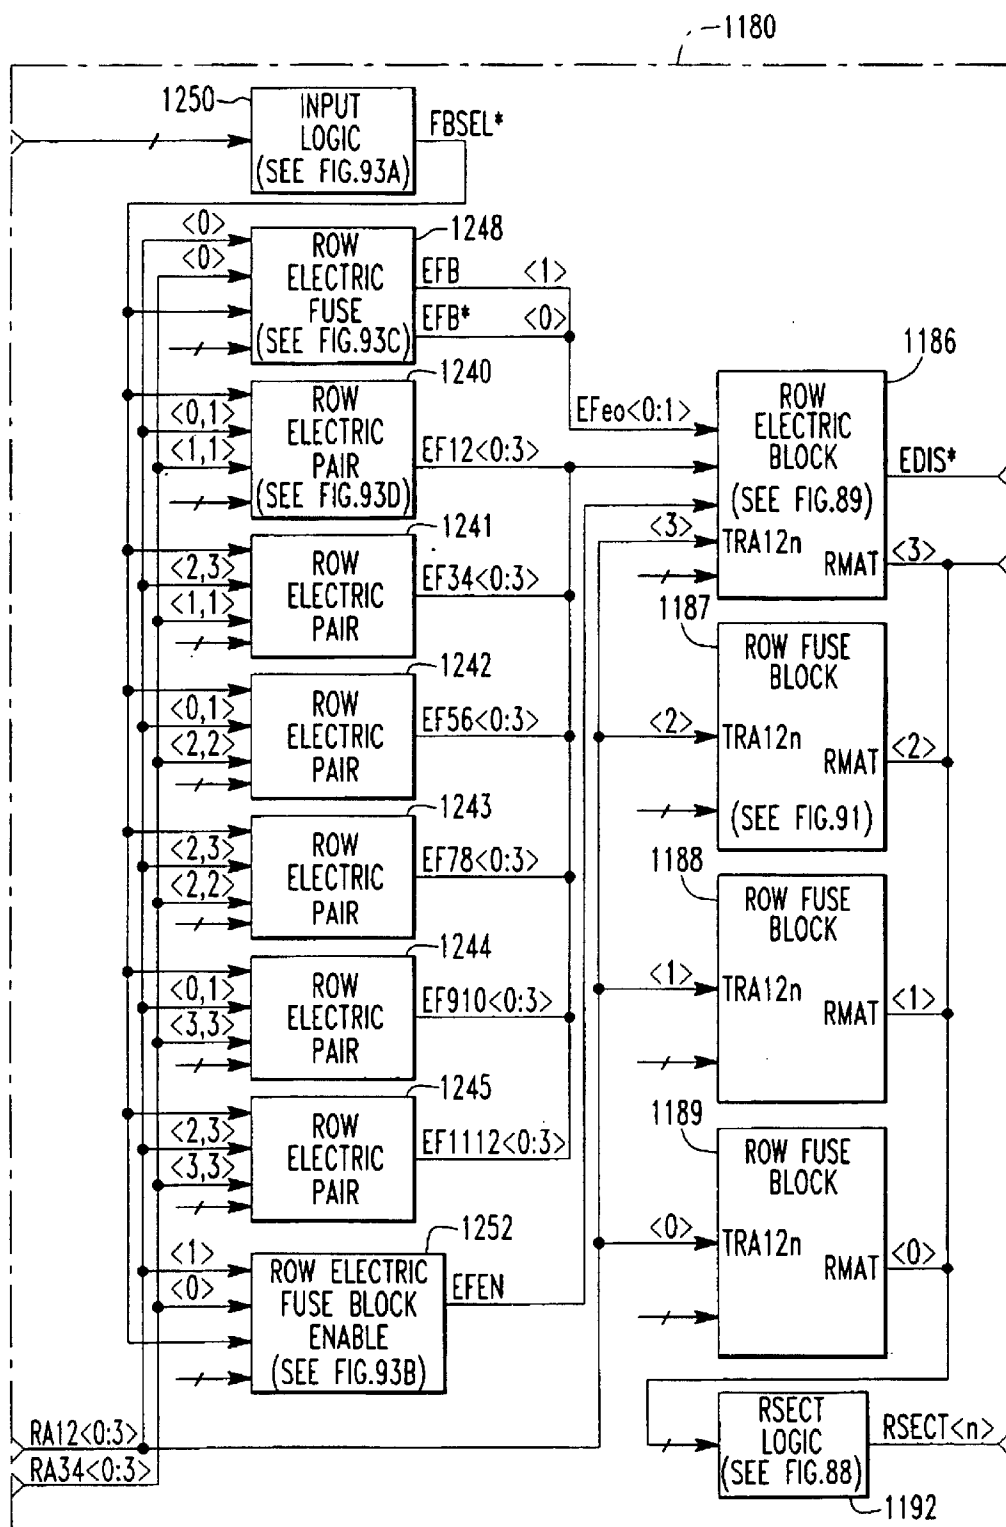 1180
1250
INPUT
LOGIC
(SEE FIG.93A)
FBSEL*
<0>
<0>
1248
ROW
ELECTRIC
FUSE
(SEE FIG.93C)
EFB
<1>
EFB*
<0>
1240
<0,1>
<1,1>
ROW
ELECTRIC
PAIR
(SEE FIG.93D)
EF12<0:3>
1241
<2,3>
<1,1>
ROW
ELECTRIC
PAIR
EF34<0:3>
1242
<0,1>
<2,2>
ROW
ELECTRIC
PAIR
EF56<0:3>
1243
<2,3>
<2,2>
ROW
ELECTRIC
PAIR
EF78<0:3>
1244
<0,1>
<3,3>
ROW
ELECTRIC
PAIR
EF910<0:3>
1245
<2,3>
<3,3>
ROW
ELECTRIC
PAIR
EF1112<0:3>
1252
<1>
<0>
ROW ELECTRIC
FUSE BLOCK
ENABLE
(SEE FIG.93B)
EFEN
RA12<0:3>
RA34<0:3>
1186
EFeo<0:1>
ROW
ELECTRIC
BLOCK
(SEE FIG.89)
<3>
TRA12n
RMAT
EDIS*
<3>
1187
ROW FUSE
BLOCK
<2>
TRA12n
RMAT
<2>
(SEE FIG.91)
1188
ROW FUSE
BLOCK
<1>
TRA12n
RMAT
<1>
1189
ROW FUSE
BLOCK
<0>
TRA12n
RMAT
<0>
RSECT
LOGIC
(SEE FIG.88)
RSECT<n>
1192